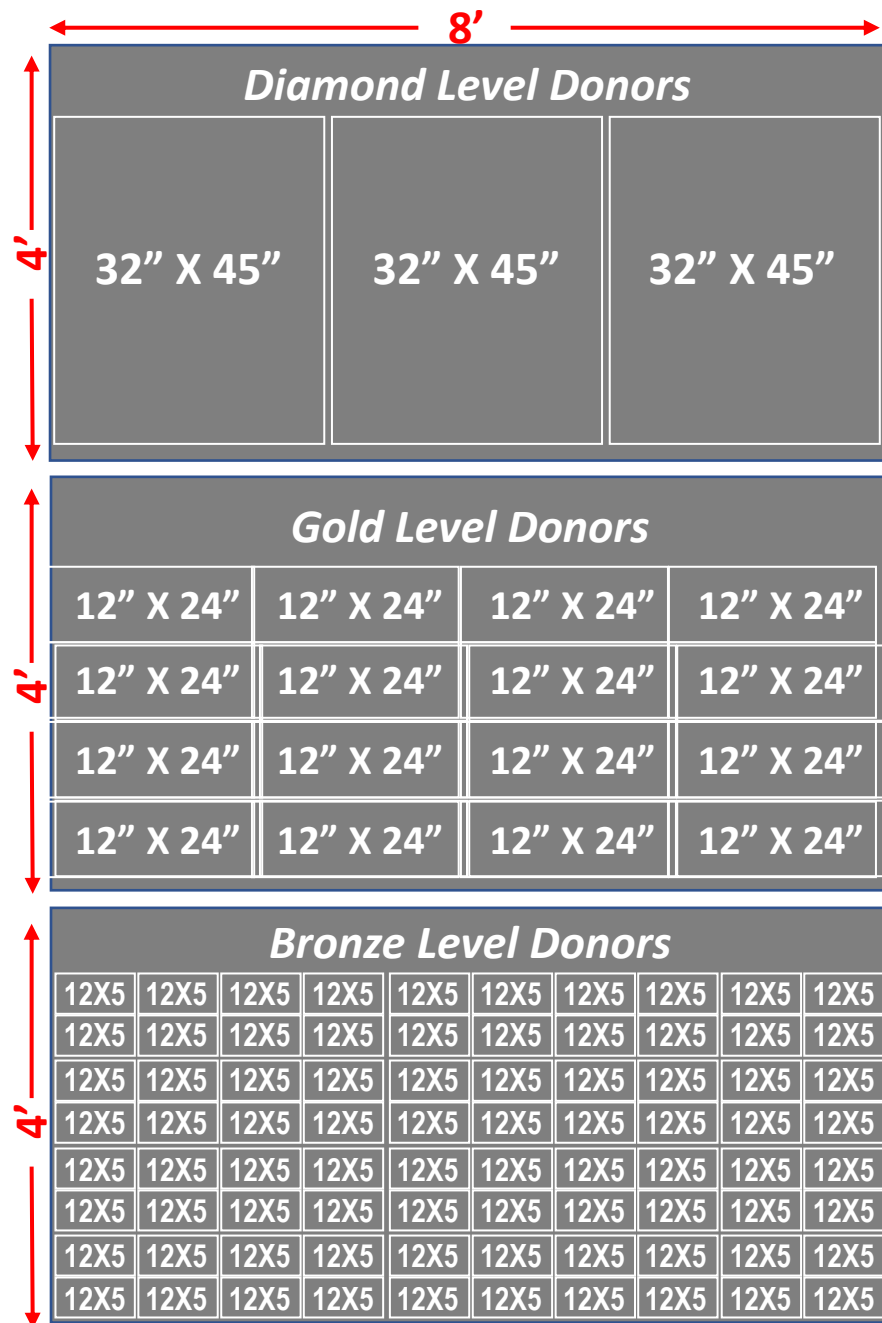 8’
Diamond Level Donors
4’
32” X 45” 32” X 45” 32” X 45”
Gold Level Donors
4’
12” X 24” 12” X 24” 12” X 24” 12” X 24”
12” X 24” 12” X 24” 12” X 24” 12” X 24”
12” X 24” 12” X 24” 12” X 24” 12” X 24”
12” X 24” 12” X 24” 12” X 24” 12” X 24”
Bronze Level Donors
4’
12X5 12X5 12X5 12X5 12X5 12X5 12X5 12X5 12X5 12X5
12X5 12X5 12X5 12X5 12X5 12X5 12X5 12X5 12X5 12X5
12X5 12X5 12X5 12X5 12X5 12X5 12X5 12X5 12X5 12X5
12X5 12X5 12X5 12X5 12X5 12X5 12X5 12X5 12X5 12X5
12X5 12X5 12X5 12X5 12X5 12X5 12X5 12X5 12X5 12X5
12X5 12X5 12X5 12X5 12X5 12X5 12X5 12X5 12X5 12X5
12X5 12X5 12X5 12X5 12X5 12X5 12X5 12X5 12X5 12X5
12X5 12X5 12X5 12X5 12X5 12X5 12X5 12X5 12X5 12X5